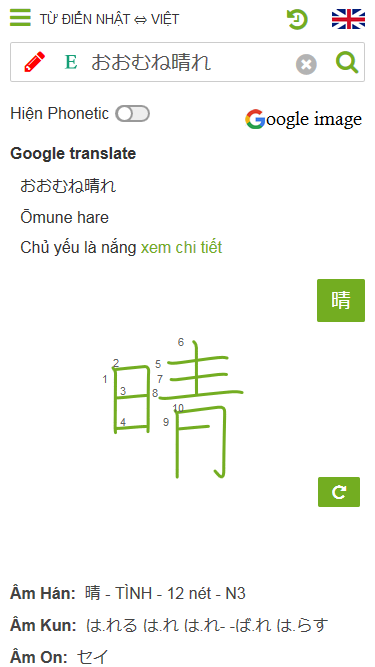 TỪ ĐIỂN NHẬT ⇔ VIỆT
E おおむね晴れ
Hiện Phonetic
Google image
Google translate
おおむね晴れ
Ōmune hare
Chủ yếu là nắng xem chi tiết
晴
6
2
5
1
7
3
8
10
4
9
Âm Hán: 晴 - TÌNH - 12 nét - N3
Âm Kun: は.れる は.れ は.れ- -ば.れ は.らす
Âm On: セイ